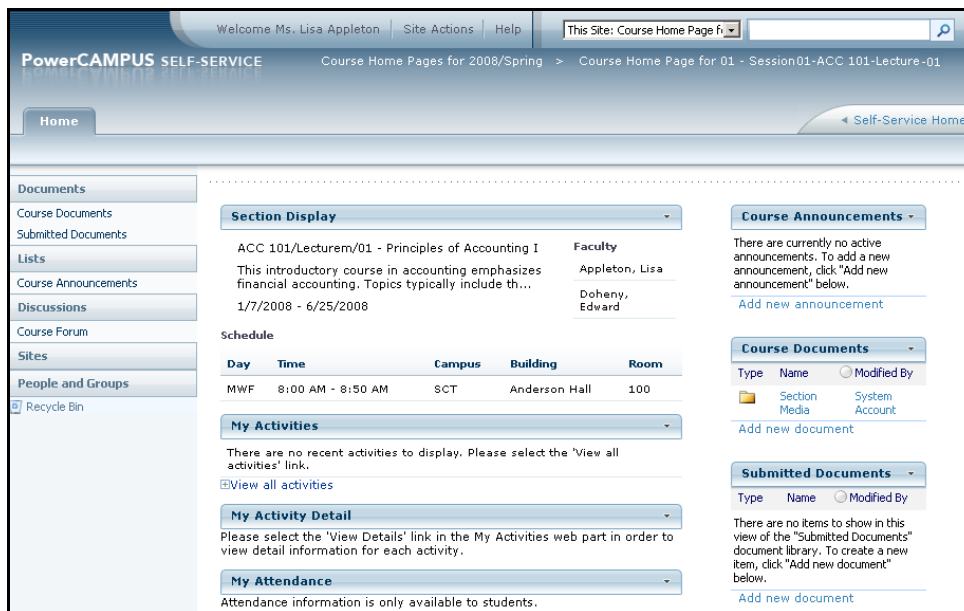 Welcome Ms. Lisa Appleton Site Actions Help This Site: Course Home Page f
PowerCAMPUS SELF-SERVICE
Course Home Pages for 2008/Spring > Course Home Page for 01 - Session01-ACC 101-Lecture-01
Home
Self-Service Home
Documents
Course Documents
Submitted Documents
Lists
Course Announcements
Discussions
Course Forum
Sites
People and Groups
Recycle Bin
Section Display
ACC 101/Lecturem/01 - Principles of Accounting I
This introductory course in accounting emphasizes
financial accounting. Topics typically include th...
1/7/2008 - 6/25/2008
Faculty
Appleton, Lisa
Doheny,
Edward
Schedule
Day Time Campus Building Room
MWF 8:00 AM - 8:50 AM SCT Anderson Hall 100
My Activities
There are no recent activities to display. Please select the 'View all
activities' link.
View all activities
My Activity Detail
Please select the 'View Details' link in the My Activities web part in order to
view detail information for each activity.
My Attendance
Attendance information is only available to students.
Course Announcements
There are currently no active
announcements. To add a new
announcement, click "Add new
announcement" below.
Add new announcement
Course Documents
Type Name Modified By
Section System
Media Account
Add new document
Submitted Documents
Type Name Modified By
There are no items to show in this
view of the "Submitted Documents"
document library. To create a new
item, click "Add new document"
below.
Add new document